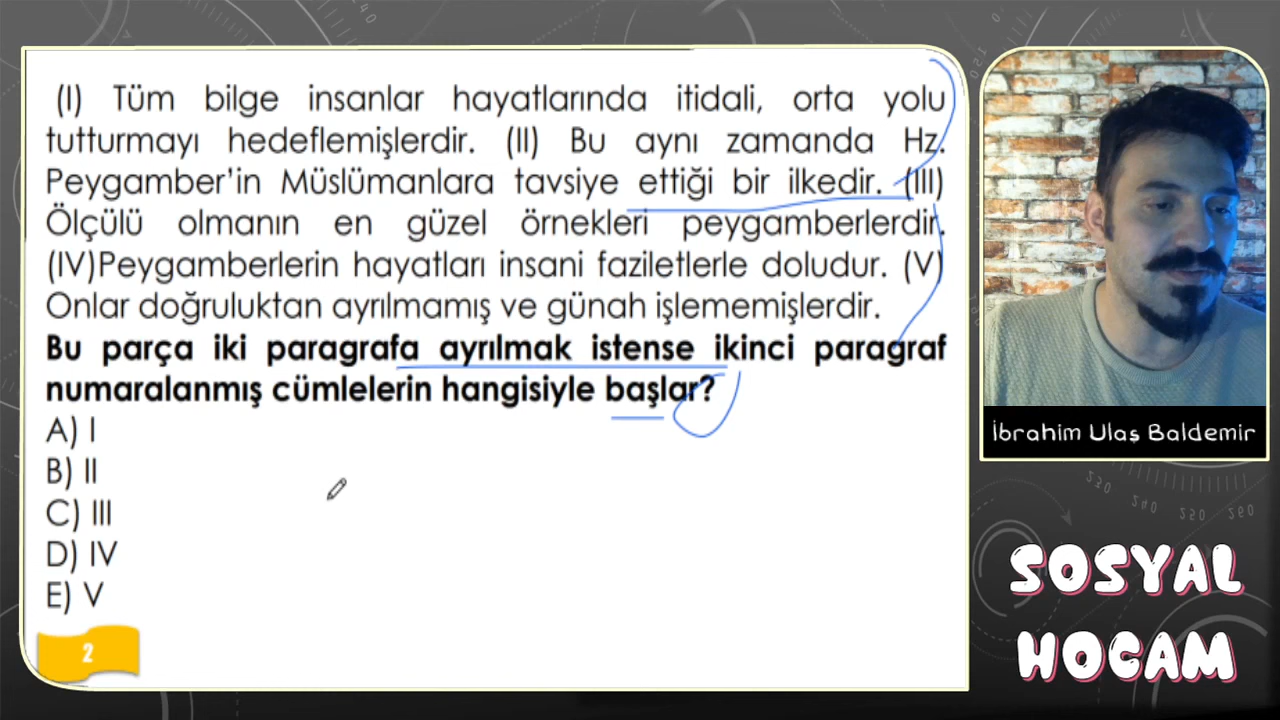 (I) Tüm bilge insanlar hayatlarında itidali, orta yolu
tutturmayı hedeflemişlerdir. (II) Bu aynı zamanda Hz.
Peygamber’in Müslümanlara tavsiye ettiği bir ilkedir. (III)
Ölçülü olmanın en güzel örnekleri peygamberlerdir.
(IV)Peygamberlerin hayatları insani faziletlerle doludur. (V)
Onlar doğruluktan ayrılmamış ve günah işlememişlerdir.
Bu parça iki paragrafa ayrılmak istense ikinci paragraf
numaralanmış cümlelerin hangisiyle başlar?
A) I
B) II
C) III
D) IV
E) V
2
İbrahim Ulaş Baldemir
SOSYAL
HOCAM